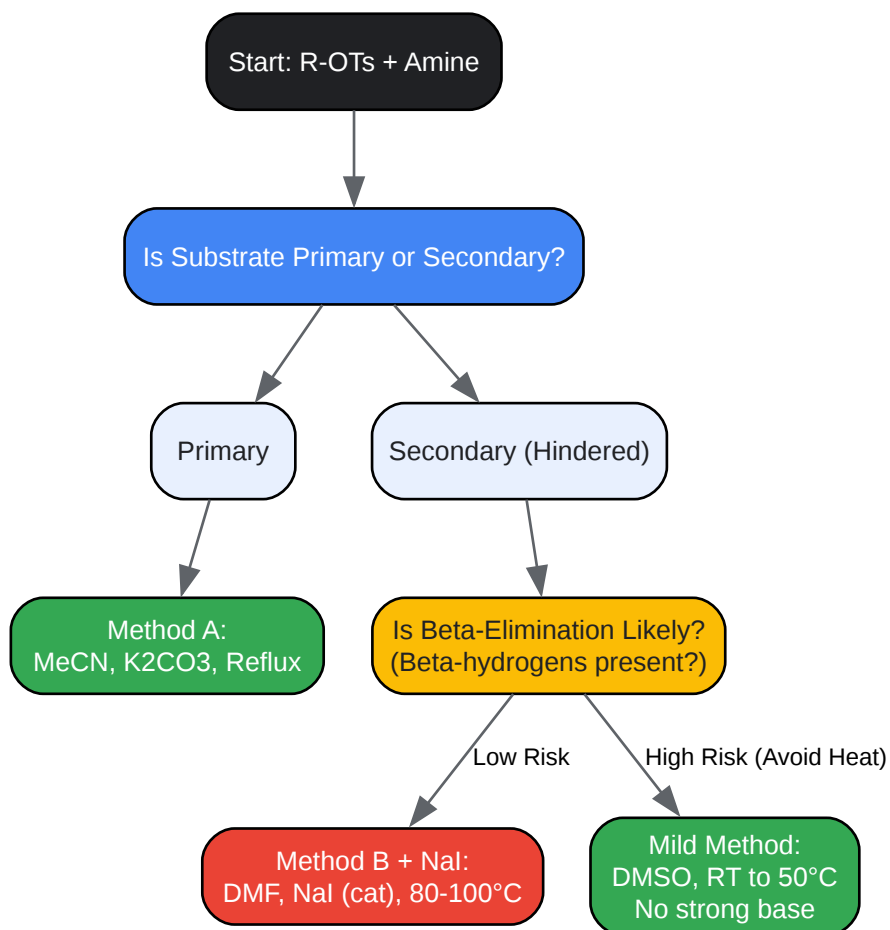 Start: R-OTs + Amine
Is Substrate Primary or Secondary?
Primary
Secondary (Hindered)
Method A:
MeCN, K2CO3, Reflux
Is Beta-Elimination Likely?
(Beta-hydrogens present?)
Low Risk
High Risk (Avoid Heat)
Method B + NaI:
DMF, NaI (cat), 80-100°C
Mild Method:
DMSO, RT to 50°C
No strong base